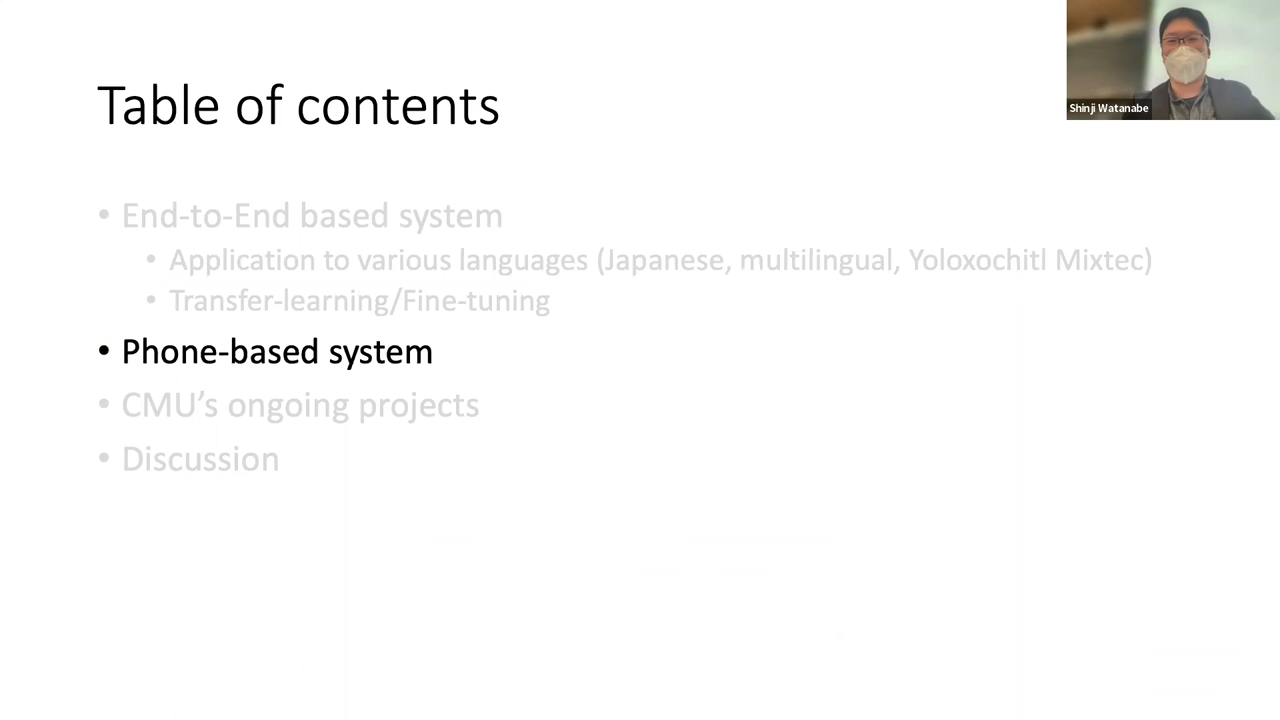 Table of contents
Shinji Watanabe
• End-to-End based system
• Application to various languages (Japanese, multilingual, Yoloxochitl Mixtec)
• Transfer-learning/Fine-tuning
• Phone-based system
• CMU’s ongoing projects
• Discussion